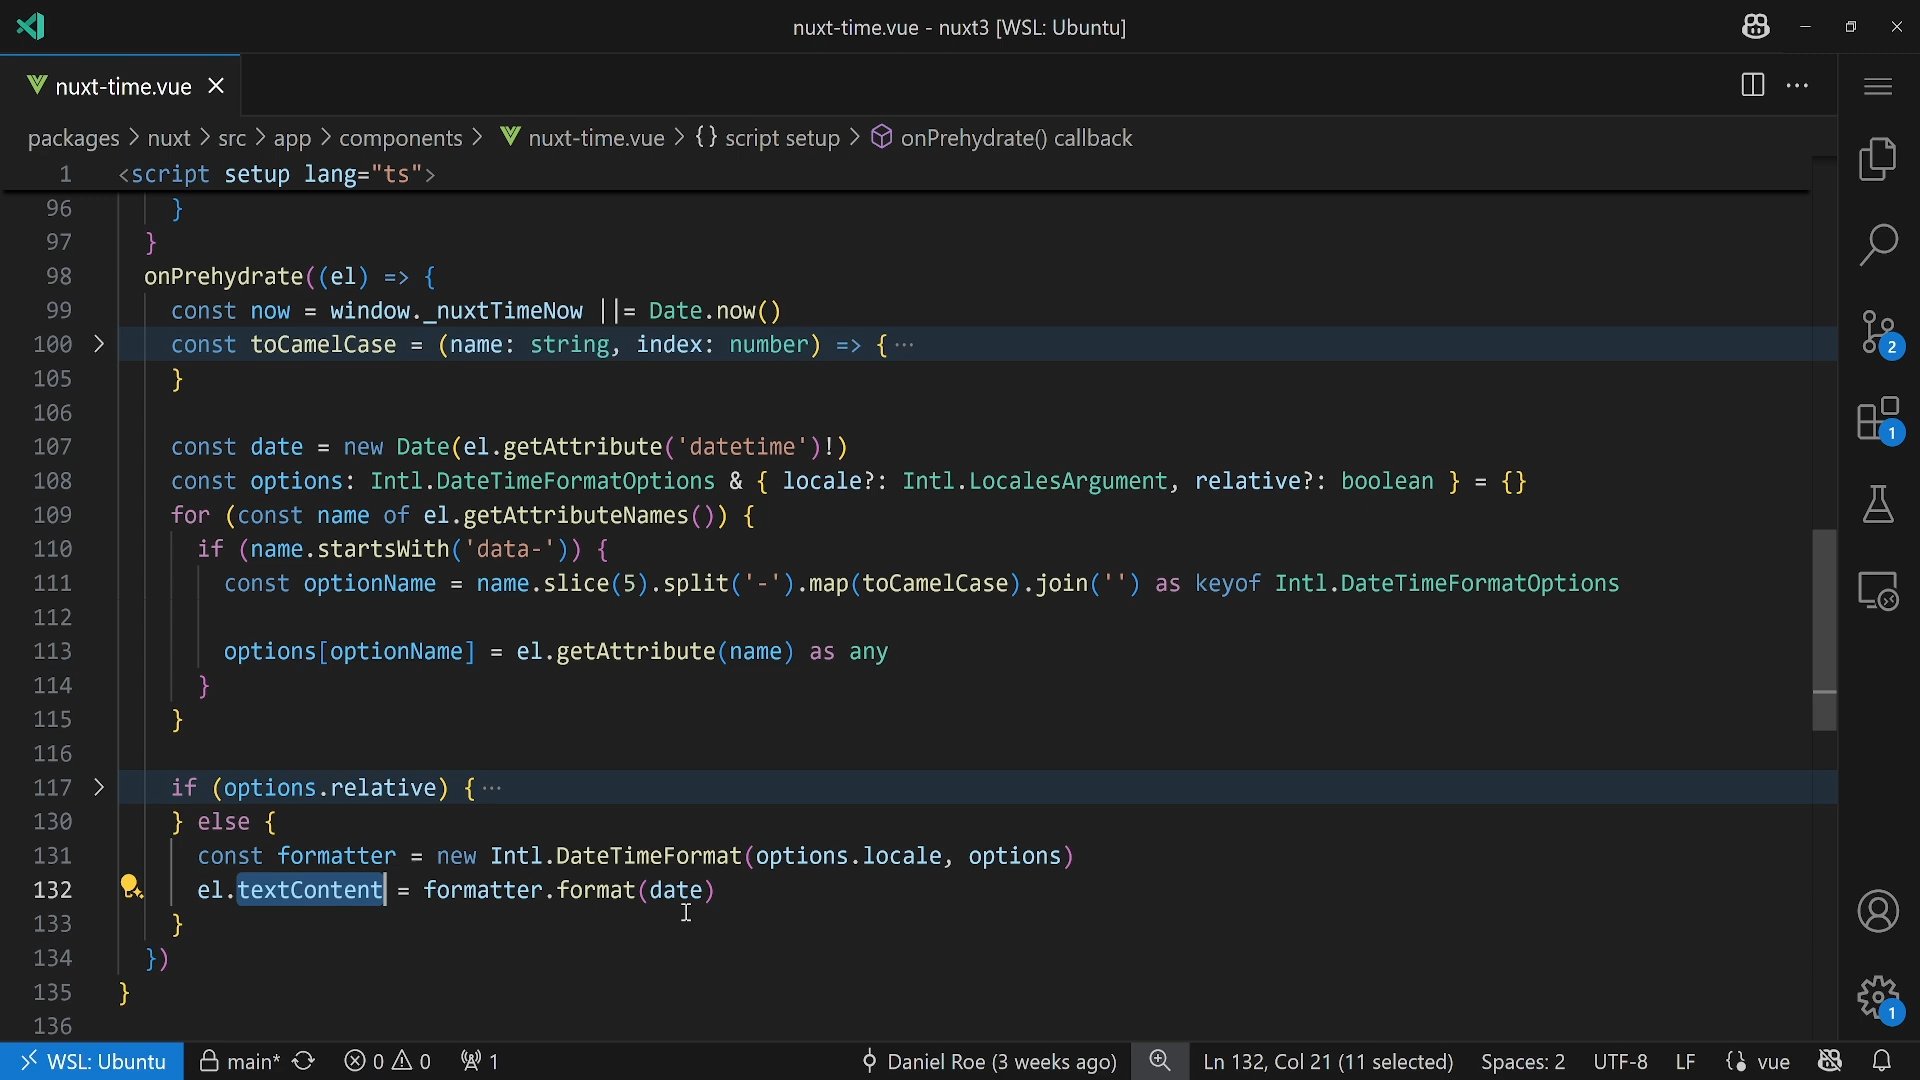 nuxt-time.vue - nuxt3 [WSL: Ubuntu]
nuxt-time.vue
packages > nuxt > src > app > components > nuxt-time.vue > {} script setup > onPrehydrate() callback
1 <script setup lang="ts">
96 }
97 }
98 onPrehydrate((el) => {
99 const now = window._nuxtTimeNow ||= Date.now()
100 const toCamelCase = (name: string, index: number) => { ···
105 }
106
107 const date = new Date(el.getAttribute('datetime')!)
108 const options: Intl.DateTimeFormatOptions & { locale?: Intl.LocalesArgument, relative?: boolean } = {}
109 for (const name of el.getAttributeNames()) {
110 if (name.startsWith('data-')) {
111 const optionName = name.slice(5).split('-').map(toCamelCase).join('') as keyof Intl.DateTimeFormatOptions
112
113 options[optionName] = el.getAttribute(name) as any
114 }
115 }
116
117 if (options.relative) { ···
130 } else {
131 const formatter = new Intl.DateTimeFormat(options.locale, options)
132 el.textContent = formatter.format(date)
133 }
134 })
135 }
136
2
1
1
WSL: Ubuntu main* 0 0 1 Daniel Roe (3 weeks ago) Ln 132, Col 21 (11 selected) Spaces: 2 UTF-8 LF vue